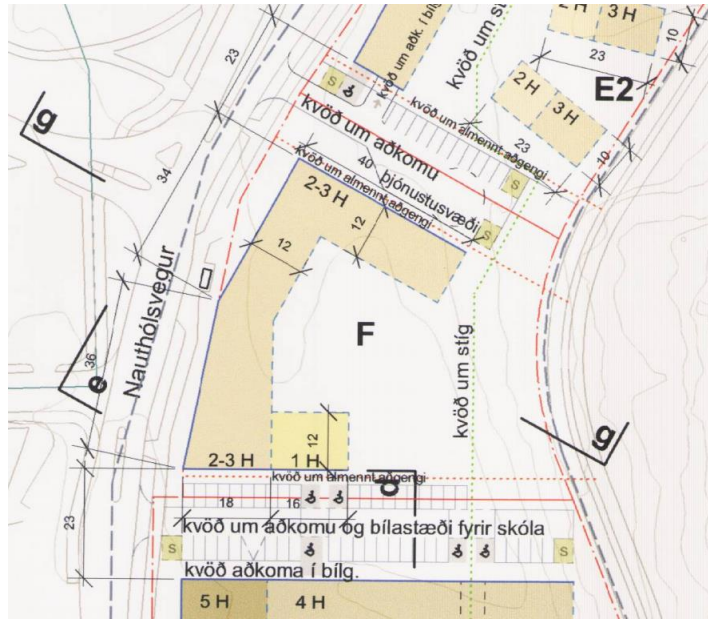 2 H
3 H
10
23
kvöð um aðk. í bílg.
kvöð um
23
S
E2
2 H
3 H
g
kvöð um almennt aðgengi
kvöð um aðkomu
23
10
40
þjónustusvæði
S
kvöð um almennt aðgengi
34
2-3 H
12
12
S
Nauthólsvegur
F
36
e
kvöð um stíg
g
12
2-3 H
1 H
kvöð um almennt aðgengi
d
18
16
23
kvöð um aðkomu og bílastæði fyrir skóla
S
S
kvöð aðkoma í bílg.
5 H
4 H